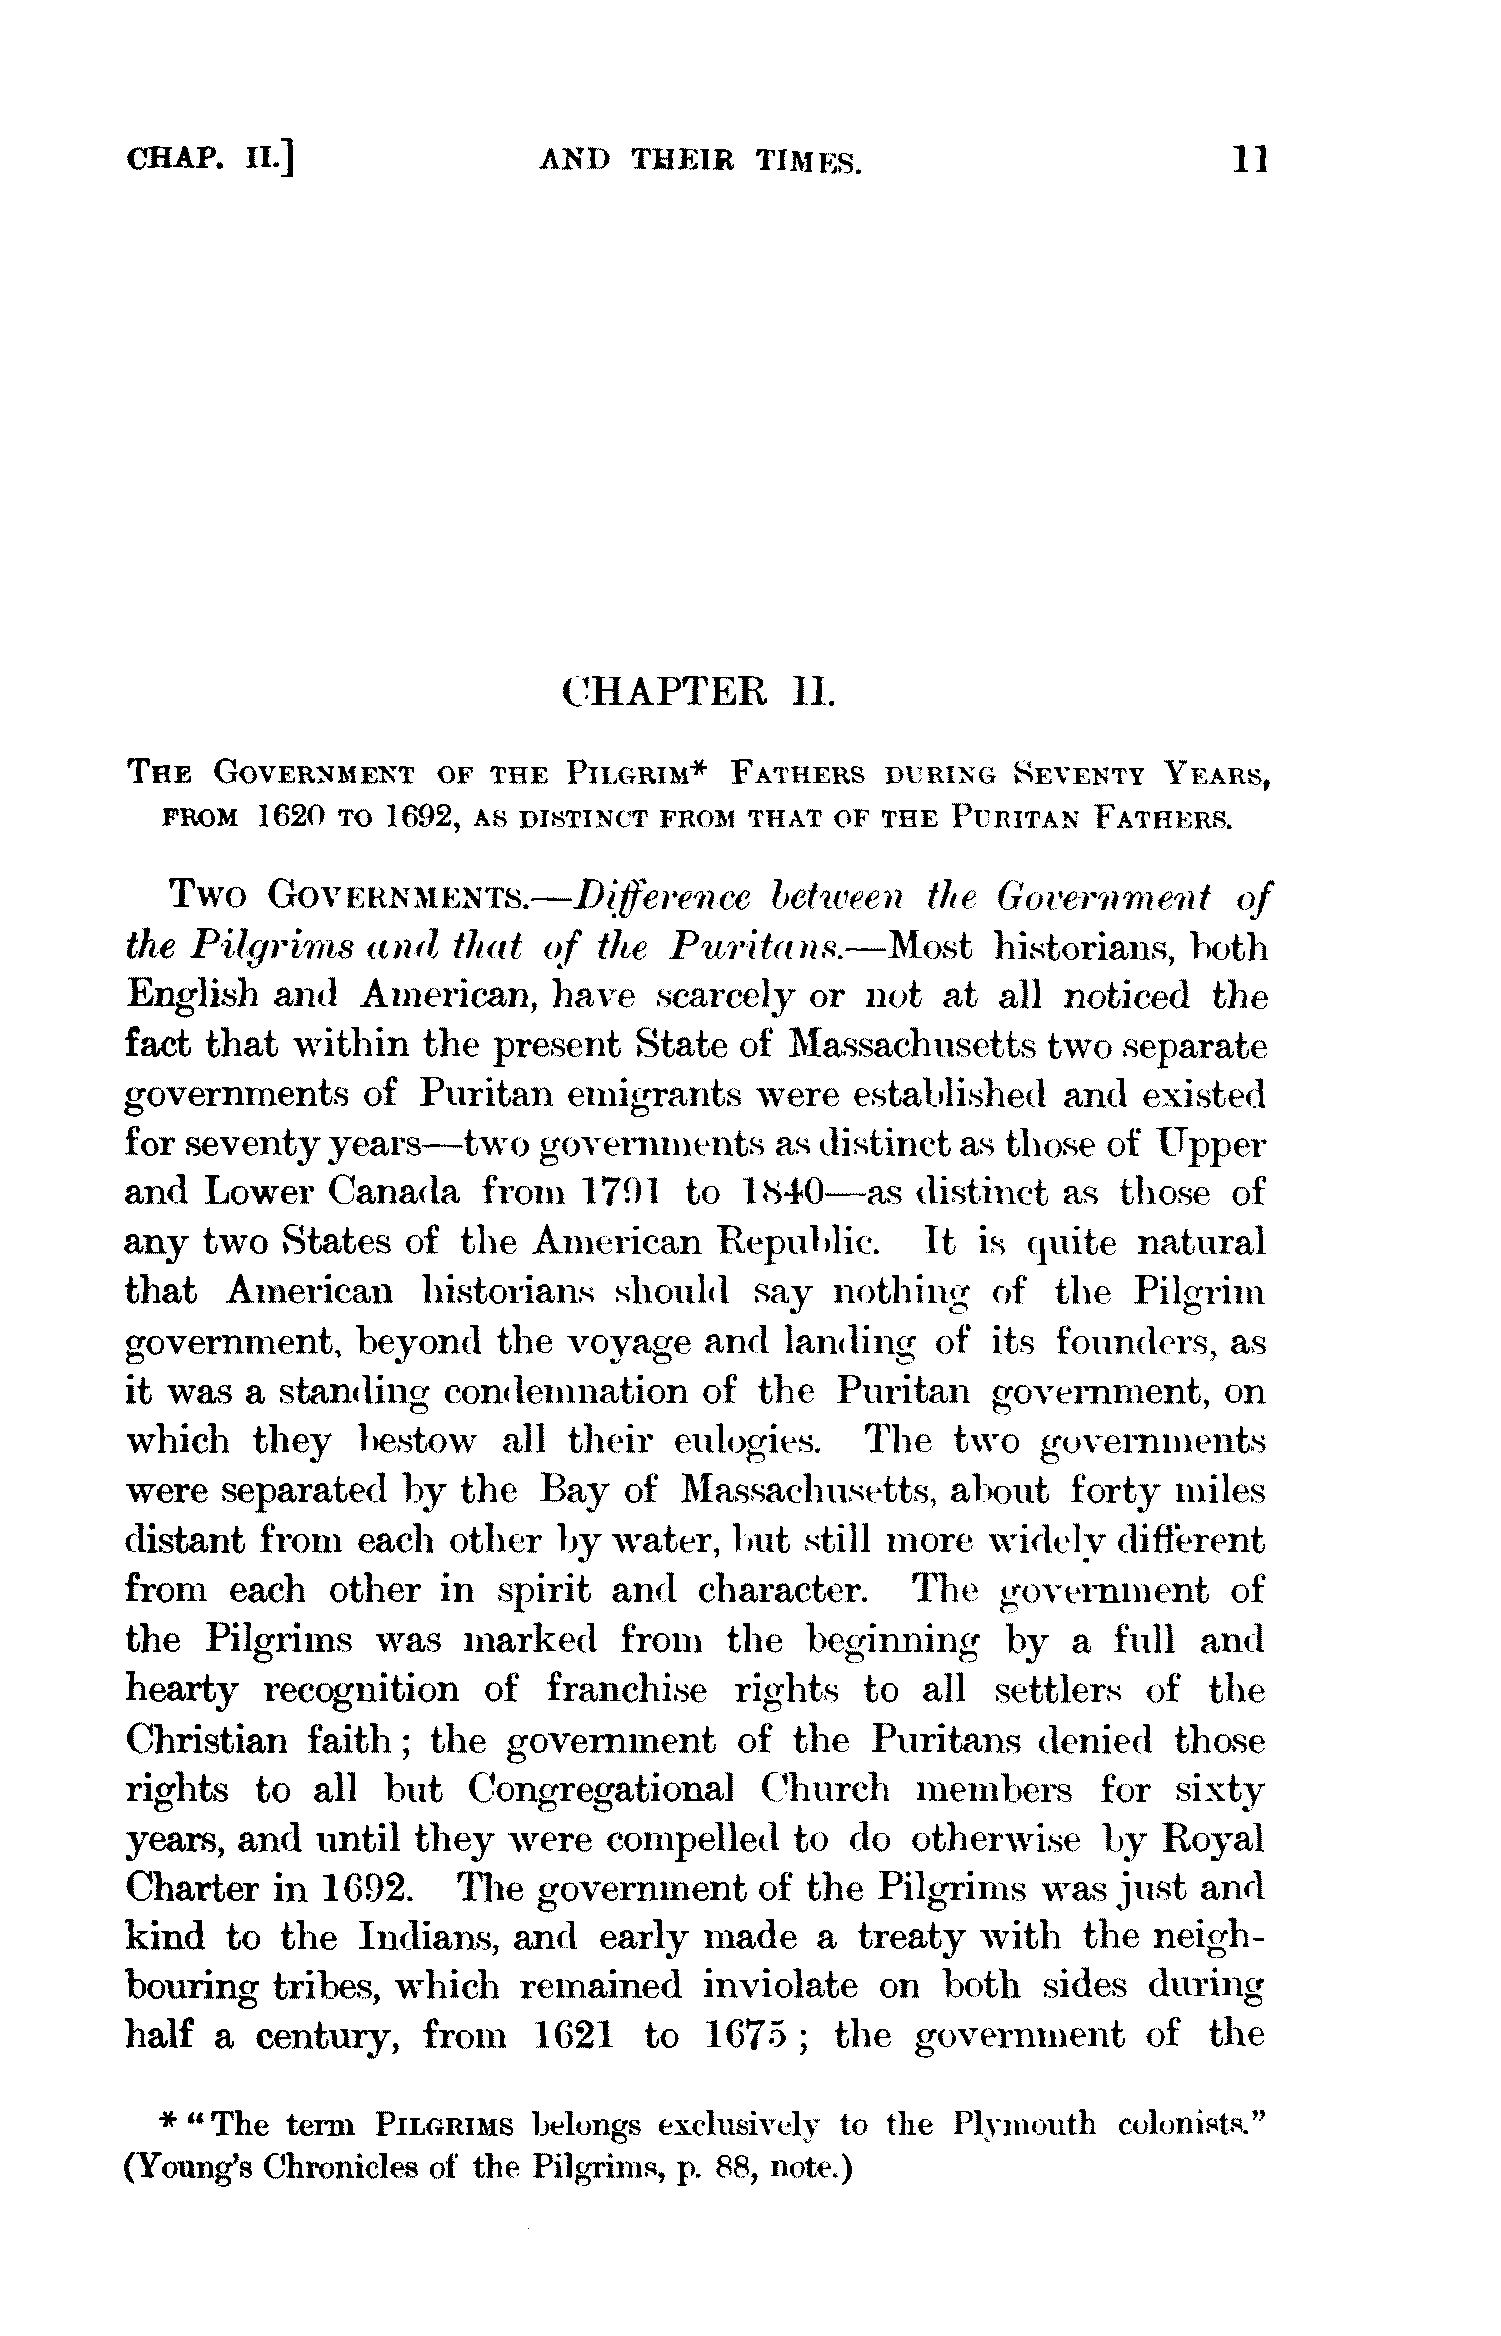 CHAP. II.] AND THEIR TIMES. 11
CHAPTER II.
THE GOVERNMENT OF THE PILGRIM* FATHERS DURING SEVENTY YEARS,
FROM 1620 TO 1692, AS DISTINCT FROM THAT OF THE PURITAN FATHERS.
TWO GOVERNMENTS.—Difference between the Government of
the Pilgrims and that of the Puritans.—Most historians, both
English and American, have scarcely or not at all noticed the
fact that within the present State of Massachusetts two separate
governments of Puritan emigrants were established and existed
for seventy years—two governments as distinct as those of Upper
and Lower Canada from 1791 to 1840—as distinct as those of
any two States of the American Republic. It is quite natural
that American historians should say nothing of the Pilgrim
government, beyond the voyage and landing of its founders, as
it was a standing condemnation of the Puritan government, on
which they bestow all their eulogies. The two governments
were separated by the Bay of Massachusetts, about forty miles
distant from each other by water, but still more widely different
from each other in spirit and character. The government of
the Pilgrims was marked from the beginning by a full and
hearty recognition of franchise rights to all settlers of the
Christian faith; the government of the Puritans denied those
rights to all but Congregational Church members for sixty
years, and until they were compelled to do otherwise by Royal
Charter in 1692. The government of the Pilgrims was just and
kind to the Indians, and early made a treaty with the neigh-
bouring tribes, which remained inviolate on both sides during
half a century, from 1621 to 1675; the government of the
* "The term PILGRIMS belongs exclusively to the Plymouth colonists."
(Young's Chronicles of the Pilgrims, p. 88, note.)